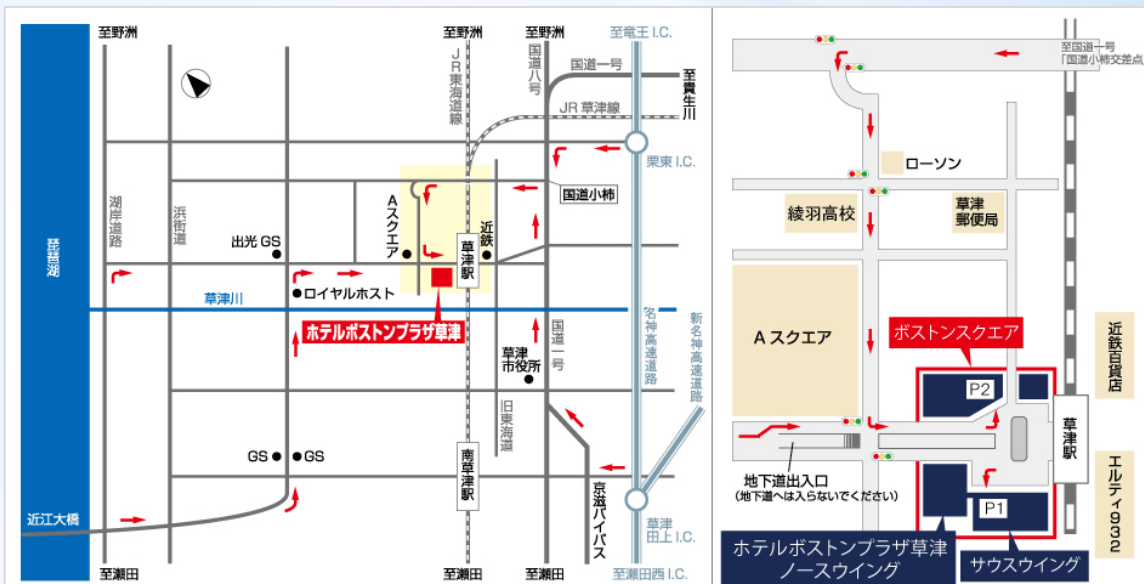 至野洲
至野洲
至野洲
至竜王I.C.
JR東海道線
国道八号
国道一号
至貴生川
JR草津線
栗東I.C.
国道小柿
湖岸道路
浜街道
Aスクエア
近鉄
出光GS
草津駅
琵琶湖
ロイヤルホスト
草津川
ホテルボストンプラザ草津
名神高速道路
新名神高速道路
国道一号
草津
市役所
旧東海道
GS
GS
南草津駅
京滋バイパス
近江大橋
草津
田上I.C.
至瀬田
至瀬田
至瀬田
至瀬田西I.C.
至国道一号
「国道小柿交差点」
ローソン
綾羽高校
草津
郵便局
Aスクエア
ボストンスクエア
近鉄百貨店
P2
草津駅
地下道出入口
(地下道へは入らないでください)
エルティ932
P1
ホテルボストンプラザ草津
ノースウイング
サウスウイング